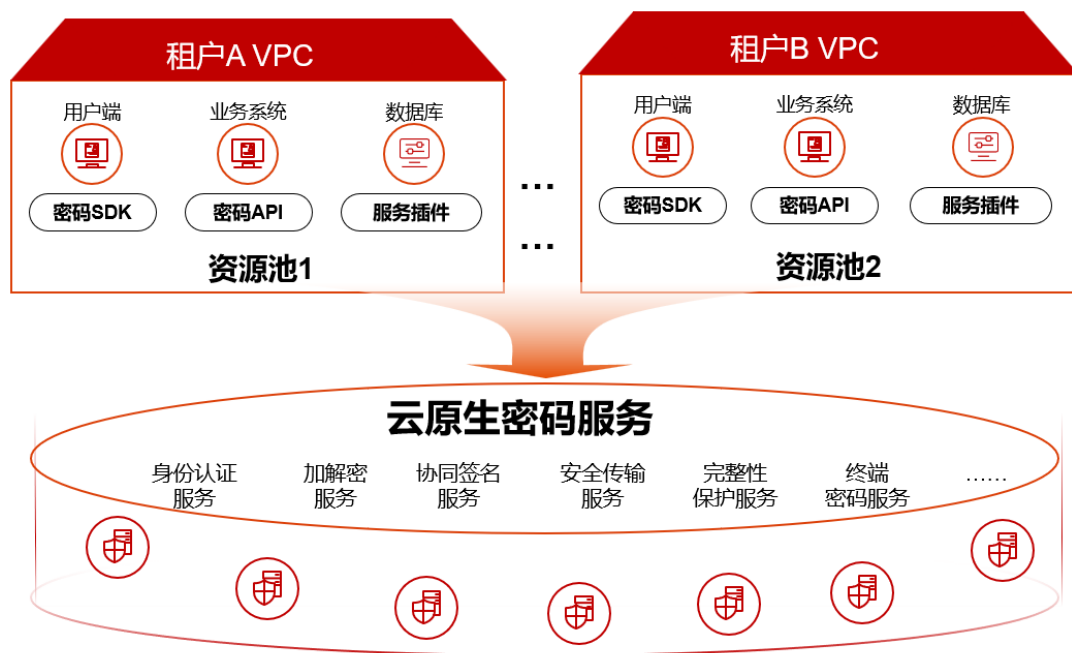 租户A VPC
用户端 业务系统 数据库
密码SDK 密码API 服务插件
资源池1
...
...
租户B VPC
用户端 业务系统 数据库
密码SDK 密码API 服务插件
资源池2
云原生密码服务
身份认证
服务
加解密
服务
协同签名
服务
安全传输
服务
完整性
保护服务
终端
密码服务
……